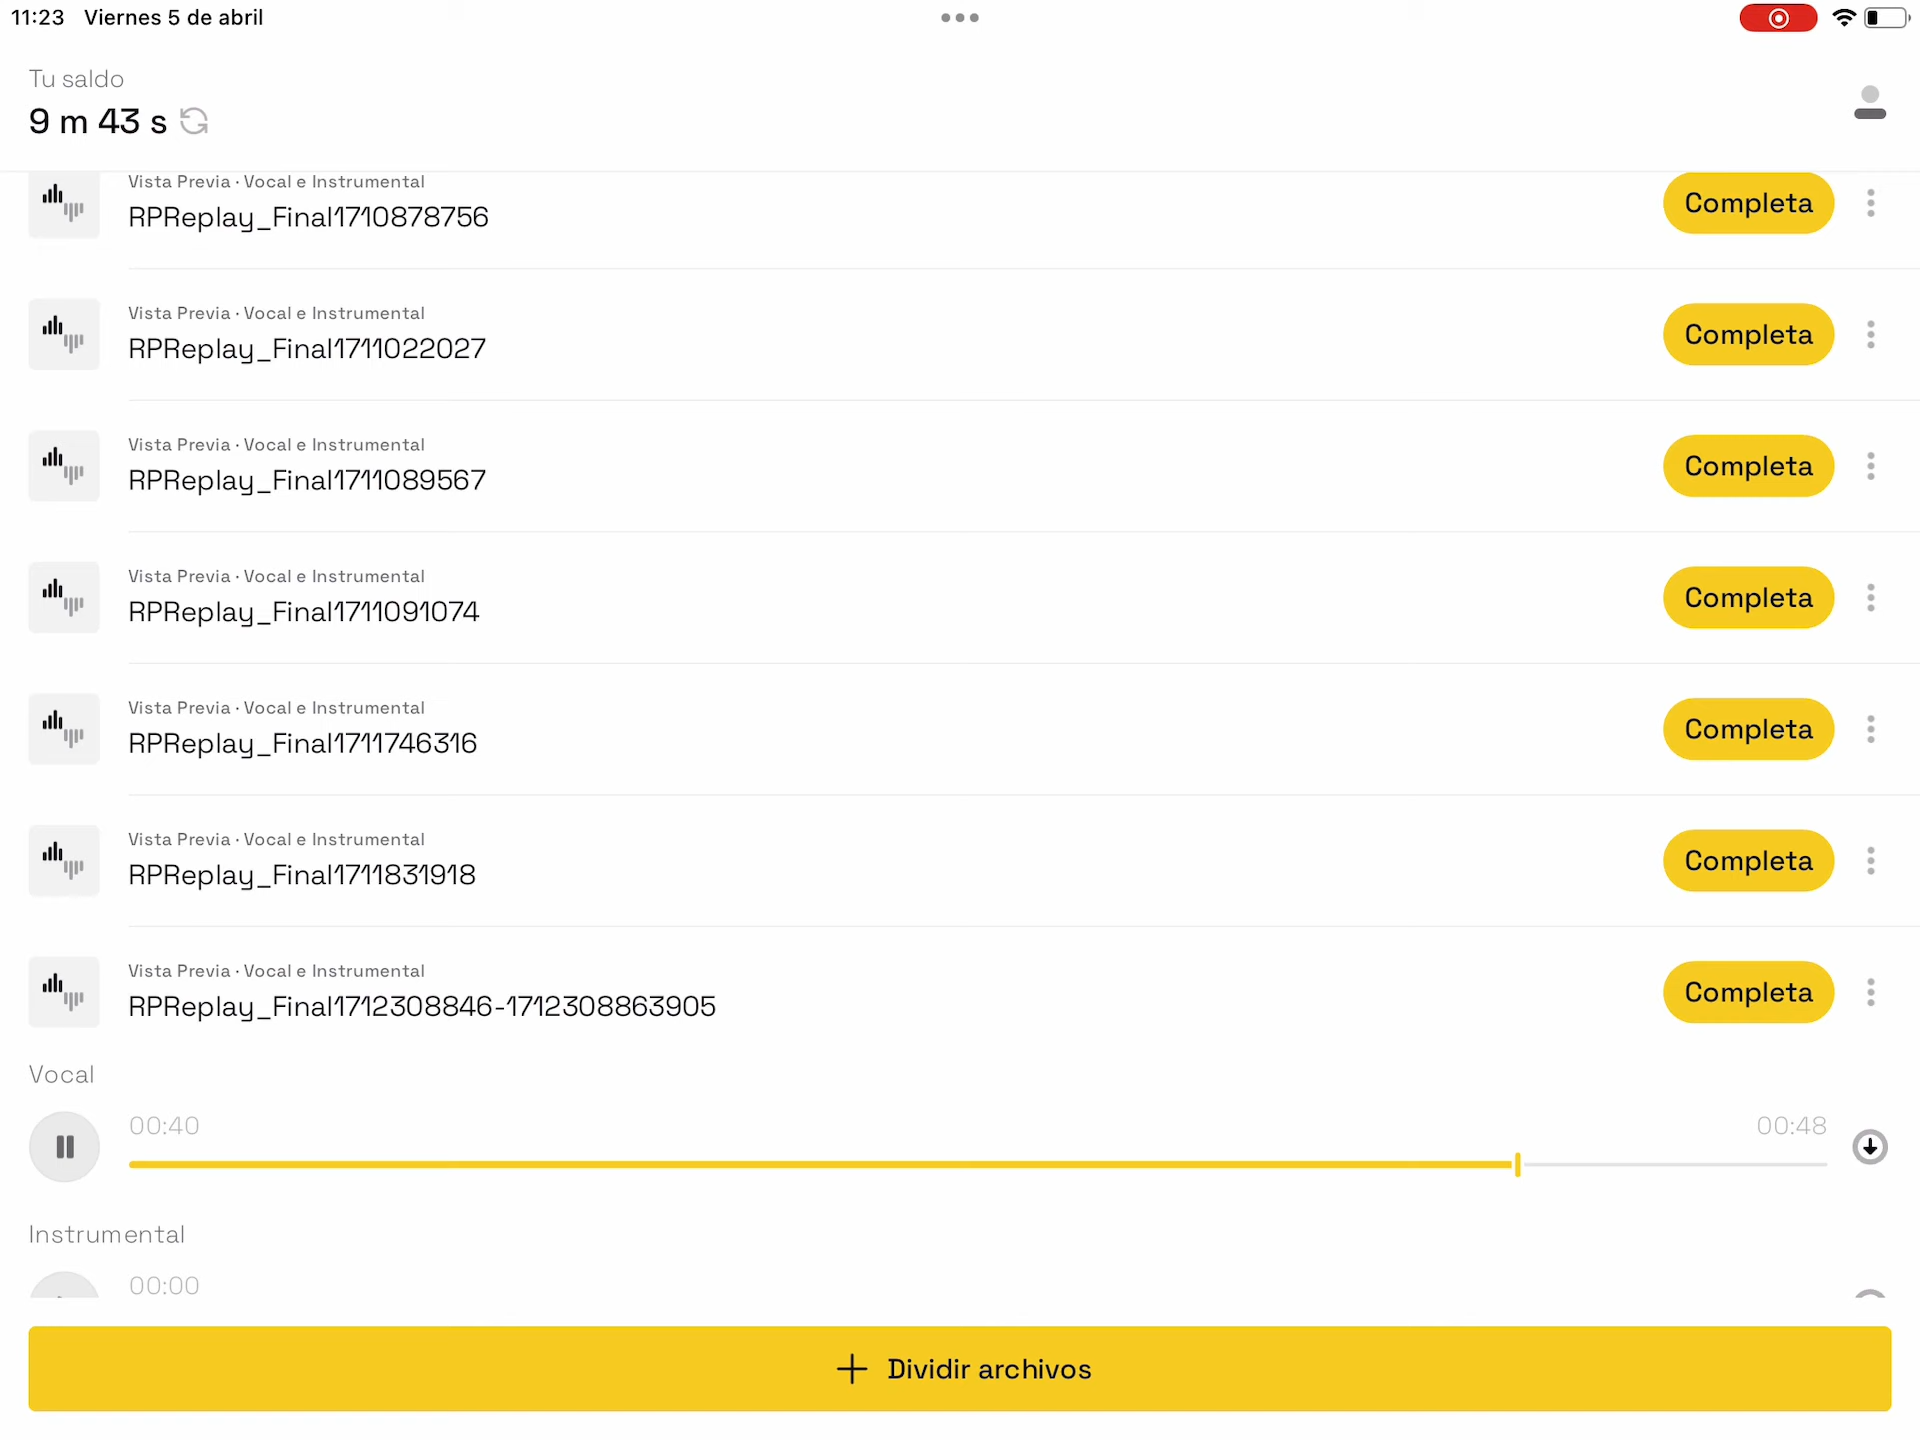 11:23 Viernes 5 de abril
Tu saldo
9 m 43 s
Vista Previa · Vocal e Instrumental
RPReplay_Final1710878756
Completa
Vista Previa · Vocal e Instrumental
RPReplay_Final1711022027
Completa
Vista Previa · Vocal e Instrumental
RPReplay_Final1711089567
Completa
Vista Previa · Vocal e Instrumental
RPReplay_Final1711091074
Completa
Vista Previa · Vocal e Instrumental
RPReplay_Final1711746316
Completa
Vista Previa · Vocal e Instrumental
RPReplay_Final1711831918
Completa
Vista Previa · Vocal e Instrumental
RPReplay_Final1712308846-1712308863905
Completa
Vocal
00:40 00:48
Instrumental
00:00
Dividir archivos